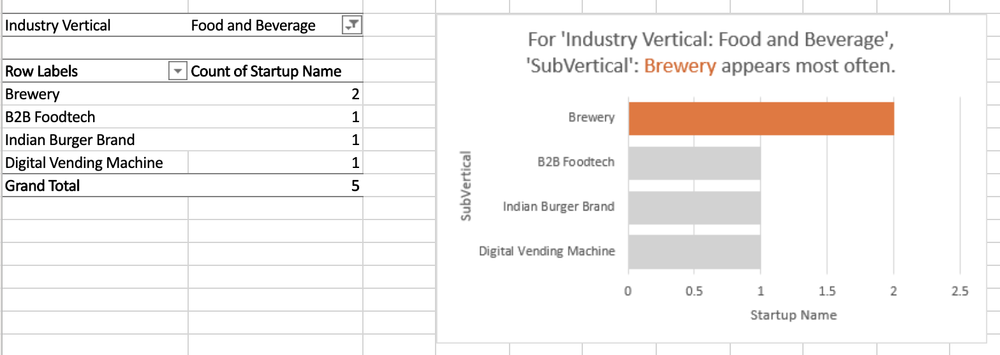 Industry Vertical Food and Beverage
Row Labels Count of Startup Name
Brewery 2
B2B Foodtech 1
Indian Burger Brand 1
Digital Vending Machine 1
Grand Total 5
For 'Industry Vertical: Food and Beverage',
'SubVertical': Brewery appears most often.
SubVertical
Brewery
B2B Foodtech
Indian Burger Brand
Digital Vending Machine
0 0.5 1 1.5 2 2.5
Startup Name